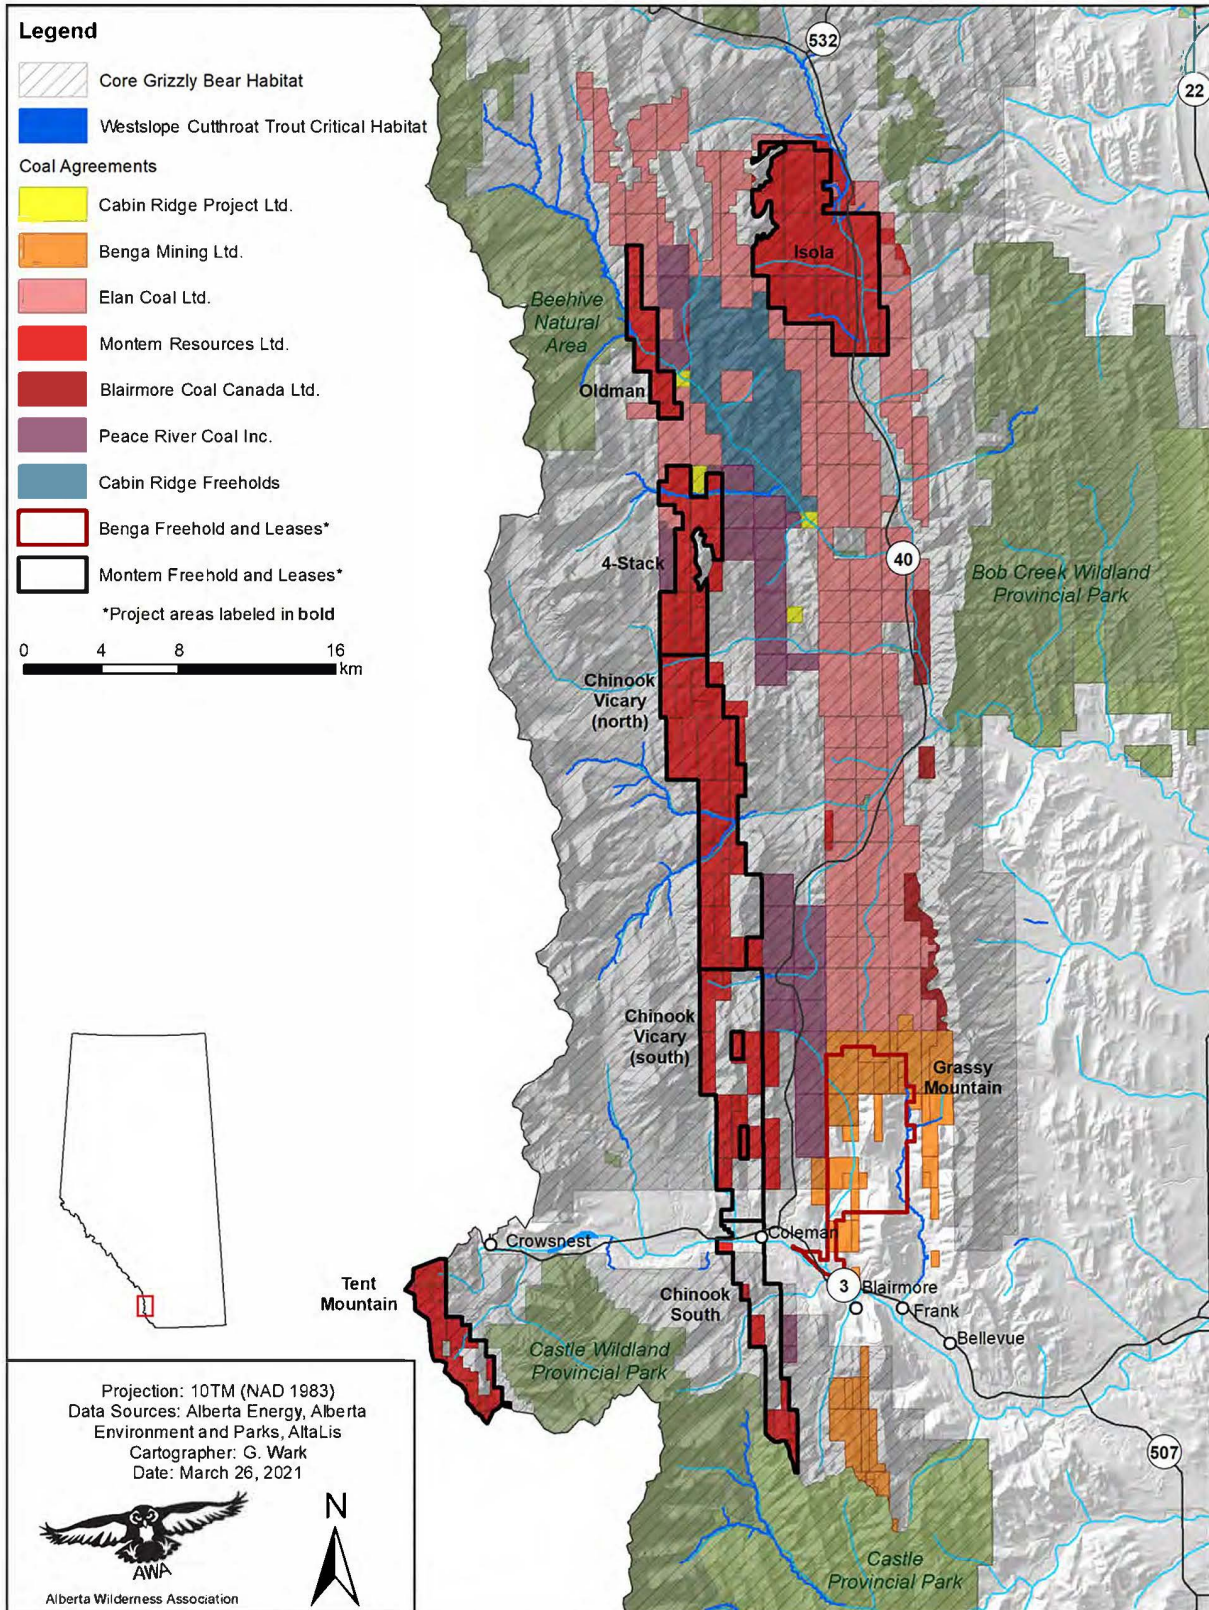 Legend
Core Grizzly Bear Habitat
Westslope Cutthroat Trout Critical Habitat
Coal Agreements
Cabin Ridge Project Ltd.
Benga Mining Ltd.
Elan Coal Ltd.
Montem Resources Ltd.
Blairmore Coal Canada Ltd.
Peace River Coal Inc.
Cabin Ridge Freeholds
Benga Freehold and Leases*
Montem Freehold and Leases*
*Project areas labeled in bold
0 4 8 16
km
532
22
Isola
Beehive
Natural
Area
Oldman
4-Stack
40
Bob Creek Wildland
Provincial Park
Chinook
Vicary
(north)
Chinook
Vicary
(south)
Grassy
Mountain
Crowsnest
Coleman
Tent
Mountain
Chinook
South
3
Blairmore
Frank
Bellevue
Castle Wildland
Provincial Park
507
Castle
Provincial Park
Projection: 10TM (NAD 1983)
Data Sources: Alberta Energy, Alberta
Environment and Parks, AltaLis
Cartographer: G. Wark
Date: March 26, 2021
N
AWA
Alberta Wilderness Association